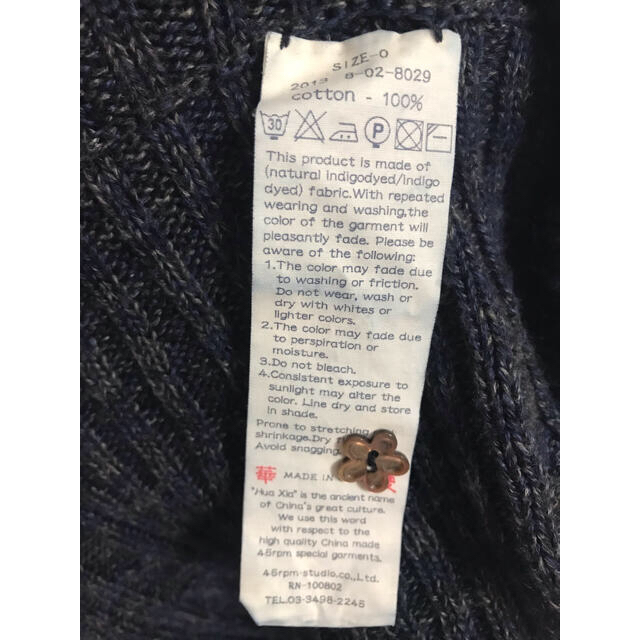 SIZE-0
2013 8-02-8029
cotton - 100%
30 P
This product is made of
(natural indigodyed/indigo
dyed) fabric.With repeated
wearing and washing,the
color of the garment will
pleasantly fade. Please be
aware of the following:
1.The color may fade due
to washing or friction.
Do not wear, wash or
dry with whites or
lighter colors.
2.The color may fade due
to perspiration or
moisture.
3.Do not bleach.
4.Consistent exposure to
sunlight may alter the
color. Line dry and store
in shade.
Prone to stretching
shrinkage.Dry
Avoid snagging
華 MADE IN
"Hua Xia" is the ancient name
of China's great culture.
We use this word
with respect to the
high quality China made
45rpm special garments.
45rpm-studio.co.,Ltd.
RN-100802
TEL.03-3498-2245